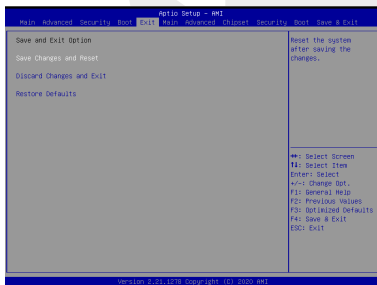 Aptio Setup – AMI
Main Advanced Security Boot Exit Main Advanced Chipset Security Boot Save & Exit
Save and Exit Option
Save Changes and Reset
Discard Changes and Exit
Restore Defaults
Reset the system
after saving the
changes.
↔: Select Screen
↑↓: Select Item
Enter: Select
+/-: Change Opt.
F1: General Help
F2: Previous Values
F3: Optimized Defaults
F4: Save & Exit
ESC: Exit
Version 2.21.1278 Copyright (C) 2020 AMI